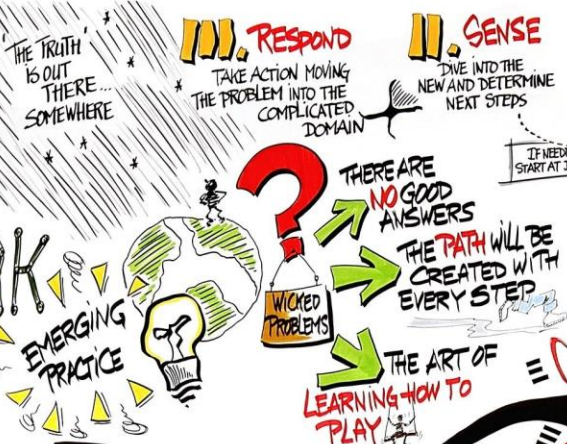 'THE TRUTH'
IS OUT
THERE...
SOMEWHERE
III. RESPOND
TAKE ACTION MOVING
THE PROBLEM INTO THE
COMPLICATED
DOMAIN
II. SENSE
DIVE INTO THE
NEW AND DETERMINE
NEXT STEPS
START AT
THERE ARE
NO GOOD
ANSWERS
THE PATH WILL BE
CREATED WITH
EVERY STEP
WICKED
PROBLEMS
EMERGING
PRACTICE
THE ART OF
LEARNING HOW TO
PLAY